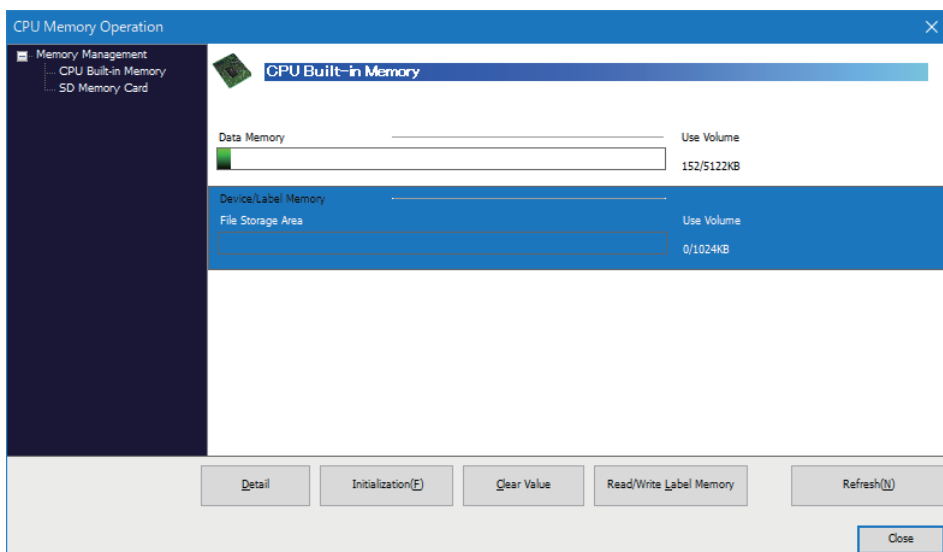 CPU Memory Operation
Memory Management
CPU Built-in Memory
SD Memory Card
CPU Built-in Memory
Data Memory
Use Volume
152/5122KB
Device/Label Memory
File Storage Area
Use Volume
0/1024KB
Detail
Initialization(F)
Clear Value
Read/Write Label Memory
Refresh(N)
Close